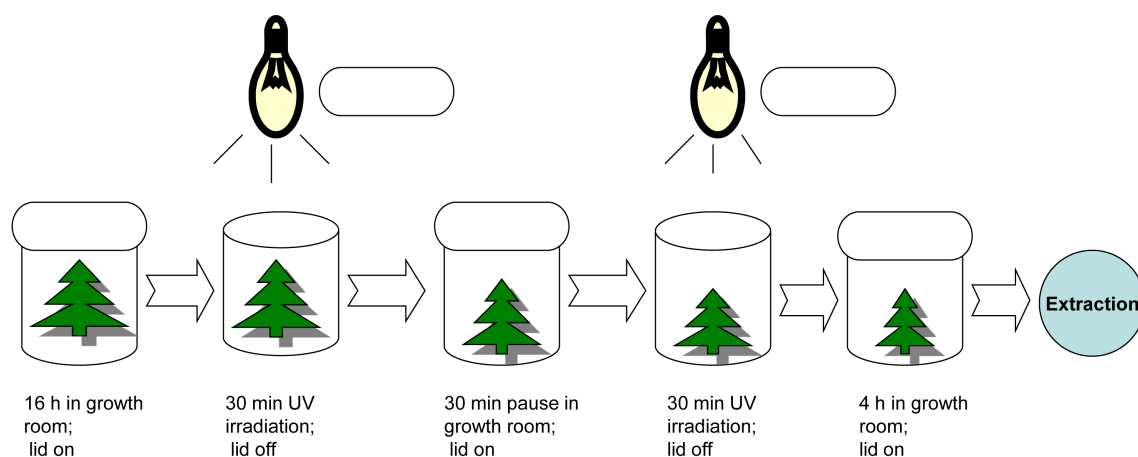 Extraction
16 h in growth
room;
lid on
30 min UV
irradiation;
lid off
30 min pause in
growth room;
lid on
30 min UV
irradiation;
lid off
4 h in growth
room;
lid on